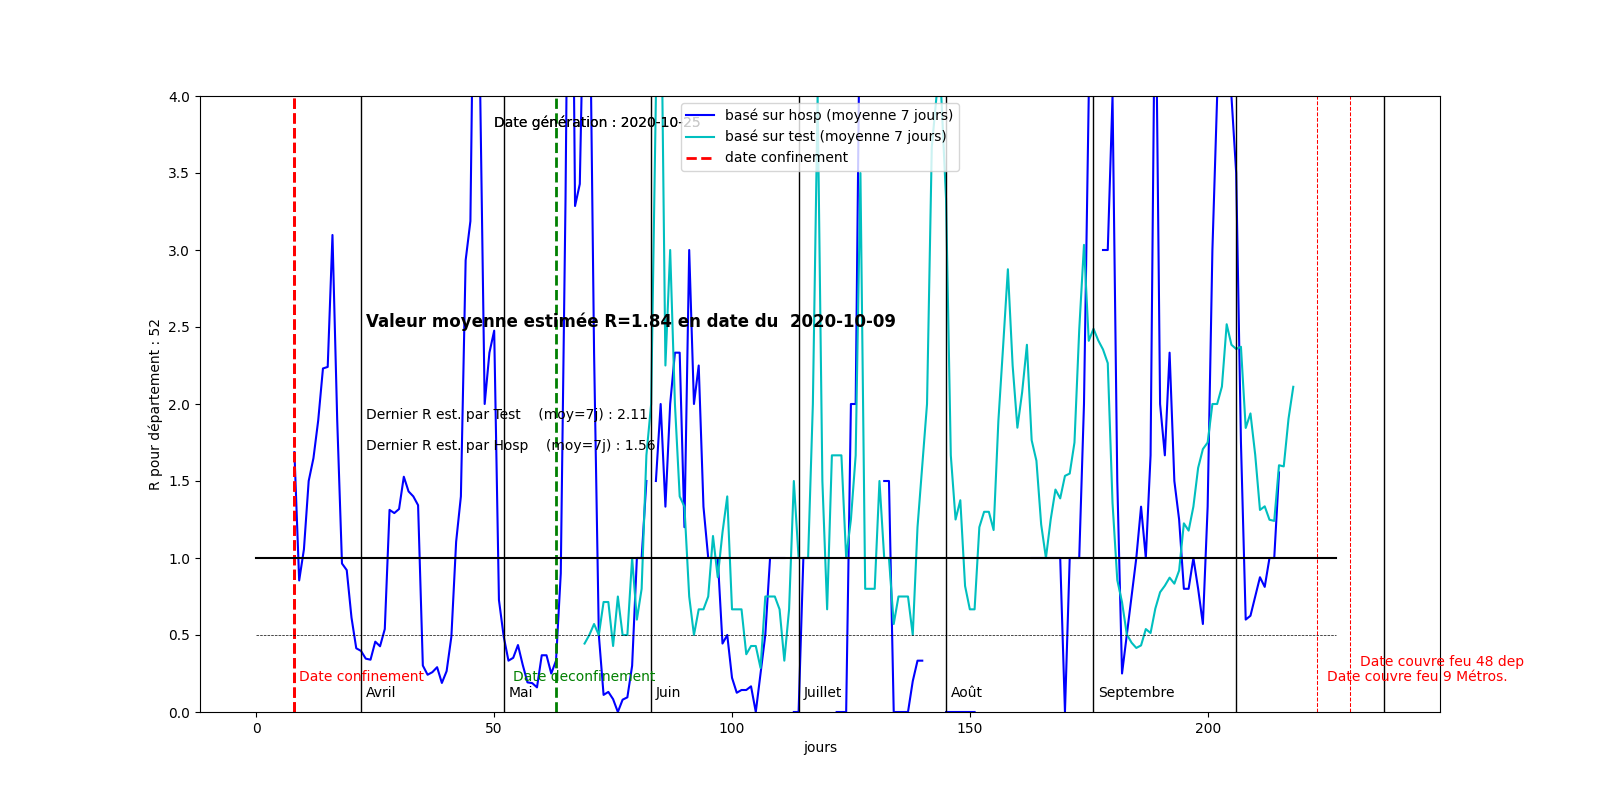 4.0
3.5
3.0
2.5
2.0
1.5
1.0
0.5
0.0
R pour département : 52
Date génération : 2020-10-25
basé sur hosp (moyenne 7 jours)
basé sur test (moyenne 7 jours)
date confinement
Valeur moyenne estimée R=1.84 en date du 2020-10-09
Dernier R est. par Test (moy=7j) : 2.11
Dernier R est. par Hosp (moy=7j) : 1.56
Date couvre feu 48 dep
Date confinement
Date deconfinement
Date couvre feu 9 Métros.
Avril
Mai
Juin
Juillet
Août
Septembre
0
50
100
150
200
jours